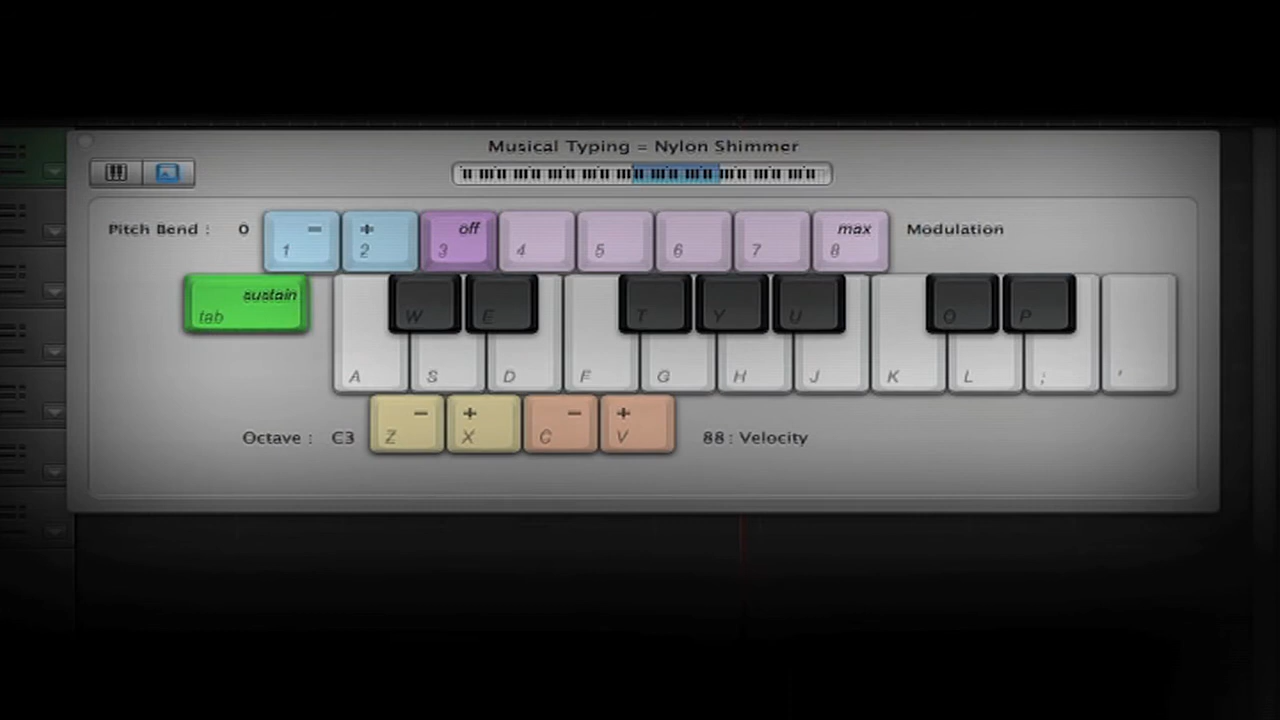 Musical Typing = Nylon Shimmer
Pitch Bend : 0 1 − + 2 off 3 4 5 6 7 max 8 Modulation
sustain
tab
W E T Y U O P
A S D F G H J K L ; '
Octave : C3 Z − + X C − + V 88 : Velocity